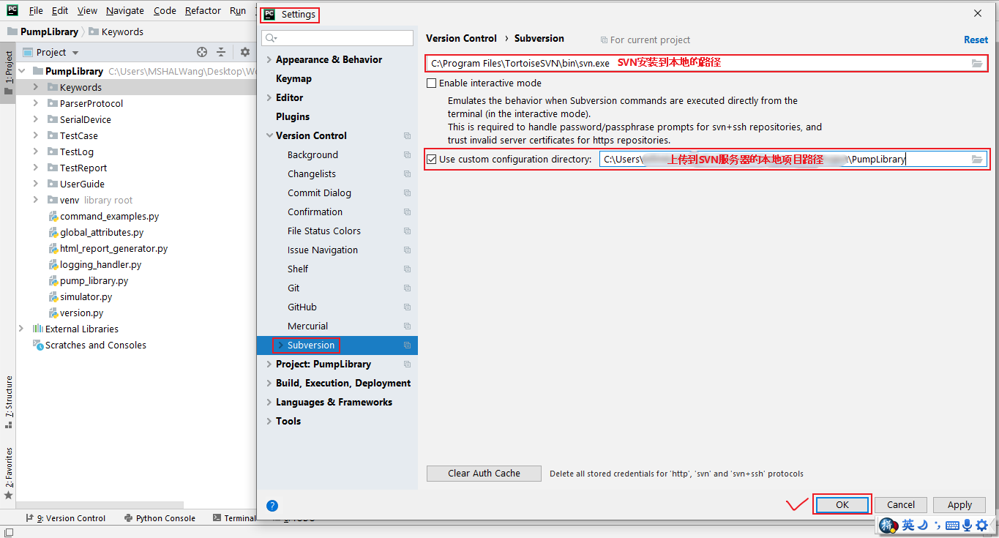 File Edit View Navigate Code Refactor Run
PumpLibrary Keywords
Project
PumpLibrary C:\Users\MSHALWang\Desktop\Wo
Keywords
ParserProtocol
SerialDevice
TestCase
TestLog
TestReport
UserGuide
venv library root
command_examples.py
global_attributes.py
html_report_generator.py
logging_handler.py
pump_library.py
simulator.py
version.py
External Libraries
Scratches and Consoles
1: Project
7: Structure
2: Favorites
9: Version Control Python Console Terminal
Settings
Appearance & Behavior
Keymap
Editor
Plugins
Version Control
Background
Changelists
Commit Dialog
Confirmation
File Status Colors
Issue Navigation
Shelf
Git
GitHub
Mercurial
Subversion
Project: PumpLibrary
Build, Execution, Deployment
Languages & Frameworks
Tools
Version Control › Subversion For current project Reset
C:\Program Files\TortoiseSVN\bin\svn.exe SVN安装到本地的路径
Enable interactive mode
Emulates the behavior when Subversion commands are executed directly from the
terminal (in the interactive mode).
This is required to handle password/passphrase prompts for svn+ssh repositories, and
trust invalid server certificates for https repositories.
Use custom configuration directory: C:\Users\ 上传到SVN服务器的本地项目路径 \PumpLibrary
Clear Auth Cache Delete all stored credentials for 'http', 'svn' and 'svn+ssh' protocols
? OK Cancel Apply
拼 英